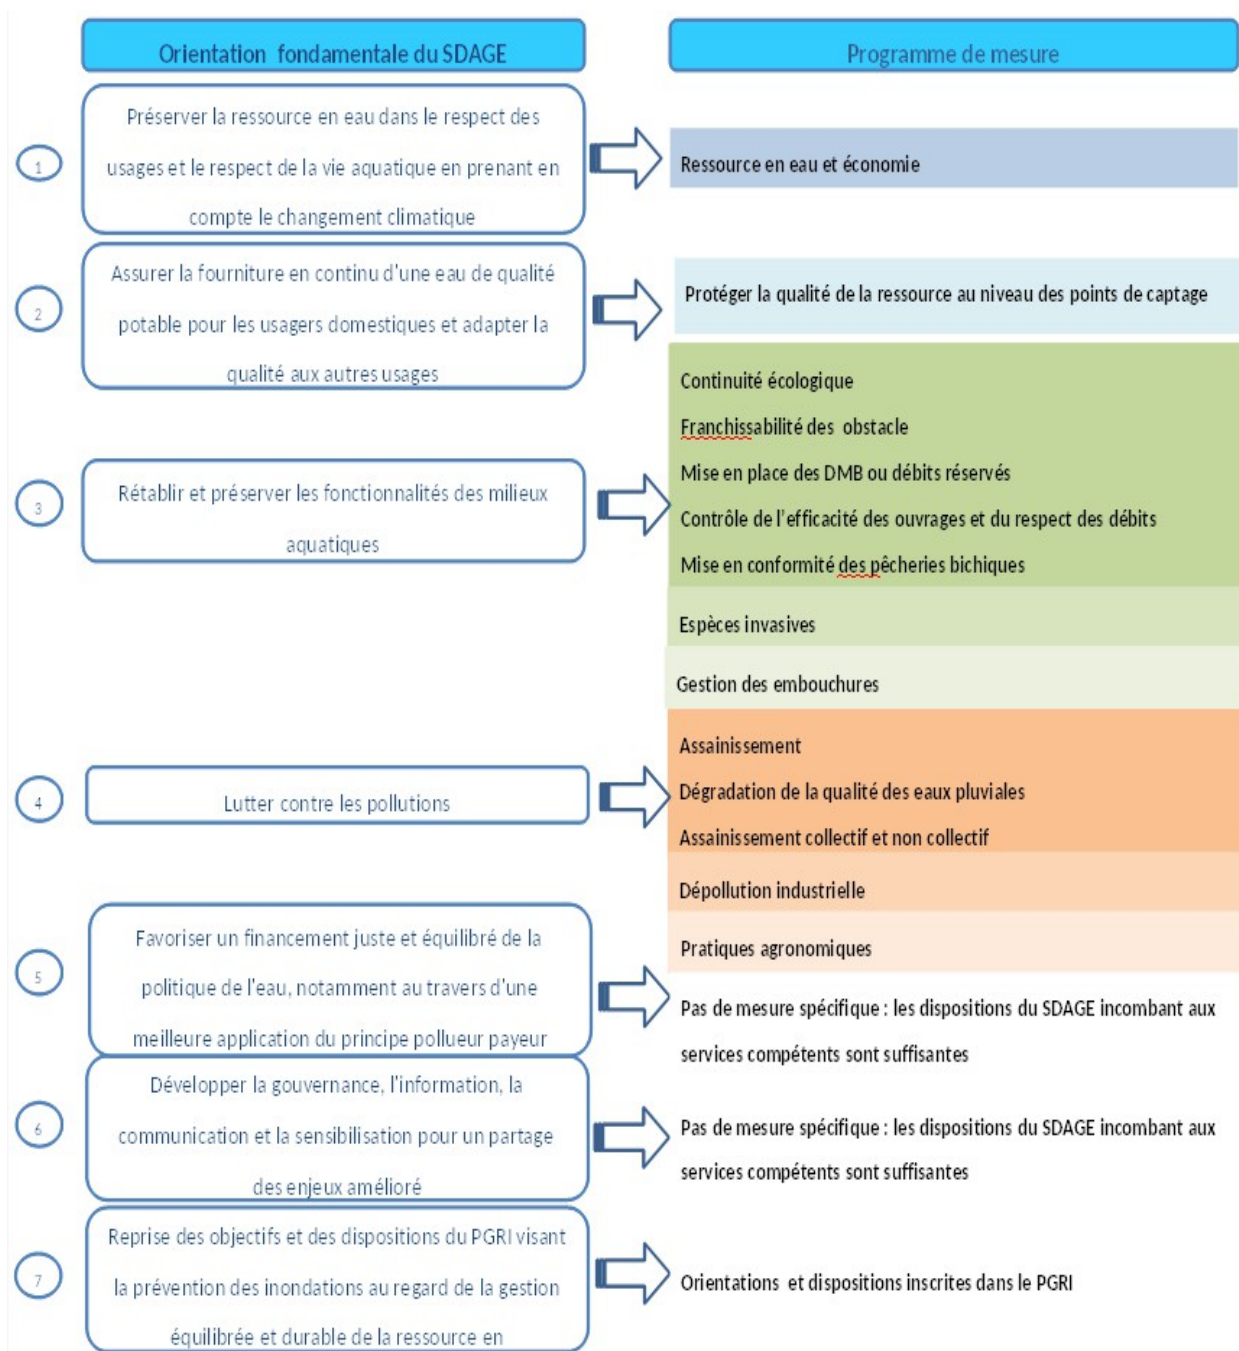 Orientation fondamentale du SDAGE
Programme de mesure
1
Préserver la ressource en eau dans le respect des
usages et le respect de la vie aquatique en prenant en
compte le changement climatique
Ressource en eau et économie
2
Assurer la fourniture en continu d'une eau de qualité
potable pour les usagers domestiques et adapter la
qualité aux autres usages
Protéger la qualité de la ressource au niveau des points de captage
3
Rétablir et préserver les fonctionnalités des milieux
aquatiques
Continuité écologique
Franchissabilité des obstacle
Mise en place des DMB ou débits réservés
Contrôle de l'efficacité des ouvrages et du respect des débits
Mise en conformité des pêcheries bichiques
Espèces invasives
Gestion des embouchures
4
Lutter contre les pollutions
Assainissement
Dégradation de la qualité des eaux pluviales
Assainissement collectif et non collectif
Dépollution industrielle
Pratiques agronomiques
5
Favoriser un financement juste et équilibré de la
politique de l'eau, notamment au travers d'une
meilleure application du principe pollueur payeur
Pas de mesure spécifique : les dispositions du SDAGE incombant aux
services compétents sont suffisantes
6
Développer la gouvernance, l'information, la
communication et la sensibilisation pour un partage
des enjeux amélioré
Pas de mesure spécifique : les dispositions du SDAGE incombant aux
services compétents sont suffisantes
7
Reprise des objectifs et des dispositions du PGRI visant
la prévention des inondations au regard de la gestion
équilibrée et durable de la ressource en
Orientations et dispositions inscrites dans le PGRI